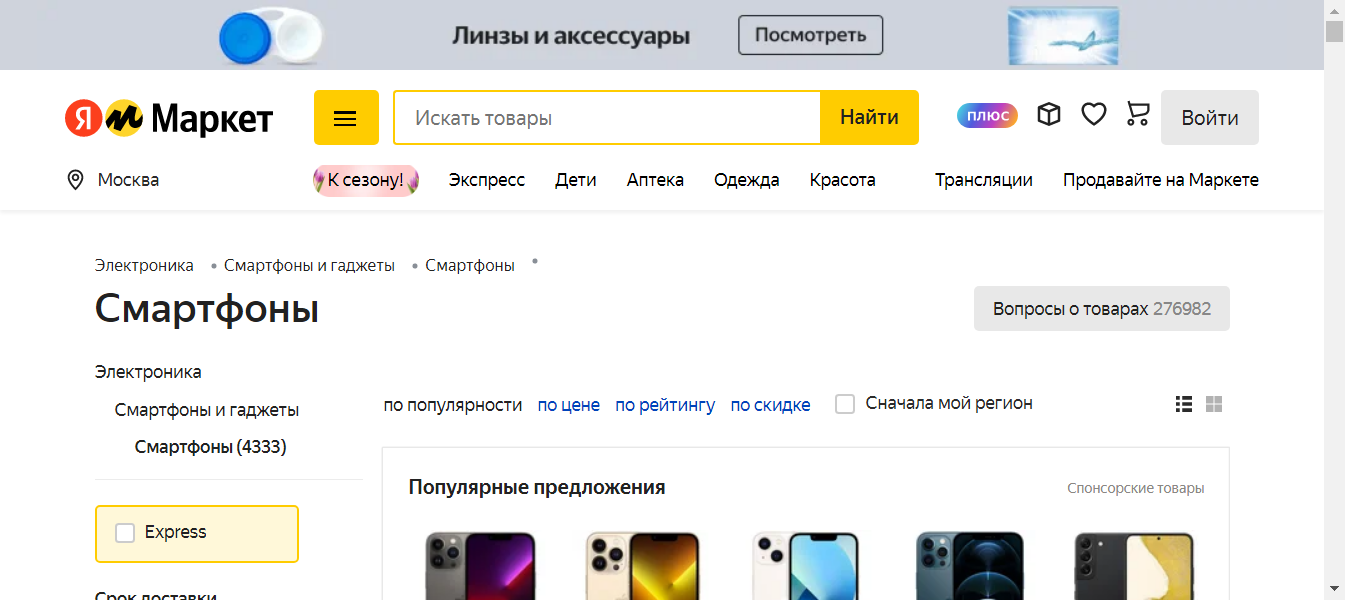 Линзы и аксессуары Посмотреть
Я Маркет Искать товары Найти плюс Войти
Москва К сезону! Экспресс Дети Аптека Одежда Красота Трансляции Продавайте на Маркете
Электроника • Смартфоны и гаджеты • Смартфоны •
Смартфоны Вопросы о товарах 276982
Электроника
Смартфоны и гаджеты
Смартфоны (4333)
по популярности по цене по рейтингу по скидке Сначала мой регион
Популярные предложения Спонсорские товары
Express
Срок доставки